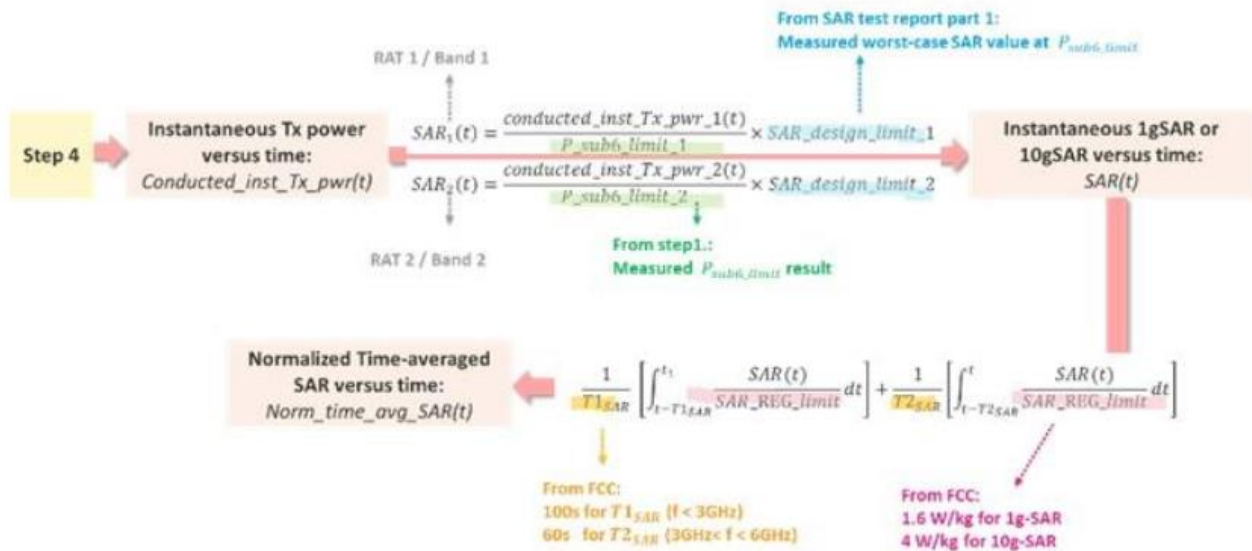 From SAR test report part 1:
Measured worst-case SAR value at P_sub6_limit
RAT 1 / Band 1
Step 4
Instantaneous Tx power
versus time:
Conducted_inst_Tx_pwr(t)
SAR₁(t) = conducted_inst_Tx_pwr_1(t) / P_sub6_limit_1 × SAR_design_limit_1
SAR₂(t) = conducted_inst_Tx_pwr_2(t) / P_sub6_limit_2 × SAR_design_limit_2
Instantaneous 1gSAR or
10gSAR versus time:
SAR(t)
RAT 2 / Band 2
From step1.:
Measured P_sub6_limit result
Normalized Time-averaged
SAR versus time:
Norm_time_avg_SAR(t)
1/T1_SAR [∫_{t−T1_SAR}^{t₁} SAR(t)/SAR_REG_limit dt] + 1/T2_SAR [∫_{t−T2_SAR}^{t} SAR(t)/SAR_REG_limit dt]
From FCC:
100s for T1_SAR (f < 3GHz)
60s for T2_SAR (3GHz< f < 6GHz)
From FCC:
1.6 W/kg for 1g-SAR
4 W/kg for 10g-SAR